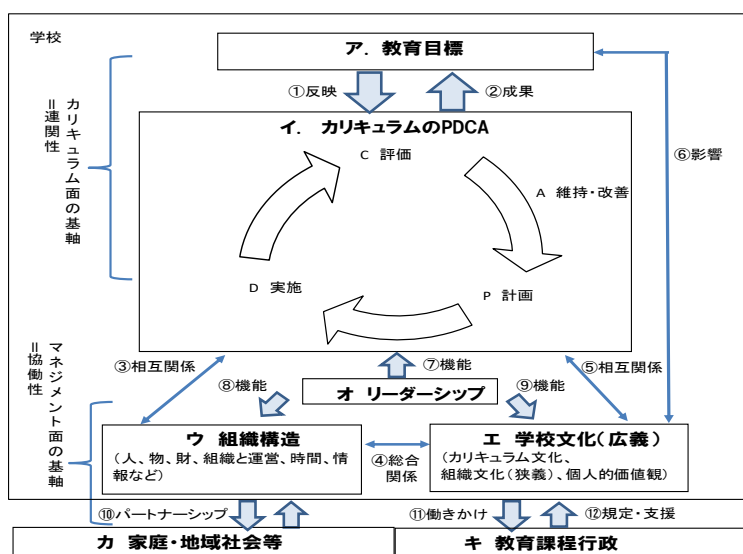 学校
ア. 教育目標
①反映
②成果
イ. カリキュラムのPDCA
C 評価
A 維持・改善
D 実施
P 計画
カリキュラム面の基軸
＝連関性
⑥影響
③相互関係
⑦機能
⑤相互関係
⑧機能
オ リーダーシップ
⑨機能
マネジメント面の基軸
＝協働性
ウ 組織構造
（人、物、財、組織と運営、時間、情
報など）
④総合
関係
エ 学校文化（広義）
（カリキュラム文化、
組織文化（狭義）、個人的価値観）
⑩パートナーシップ
⑪働きかけ
⑫規定・支援
カ 家庭・地域社会等
キ 教育課程行政